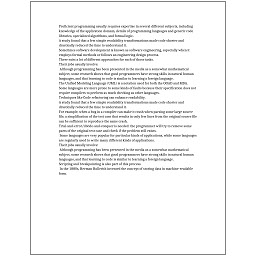 Proficient programming usually requires expertise in several different subjects, including
knowledge of the application domain, details of programming languages and generic code
libraries, specialized algorithms, and formal logic.
A study found that a few simple readability transformations made code shorter and
drastically reduced the time to understand it.
Sometimes software development is known as software engineering, especially when it
employs formal methods or follows an engineering design process.
There exist a lot of different approaches for each of those tasks.
Their jobs usually involve:
Although programming has been presented in the media as a somewhat mathematical
subject, some research shows that good programmers have strong skills in natural human
languages, and that learning to code is similar to learning a foreign language.
The Unified Modeling Language (UML) is a notation used for both the OOAD and MDA.
Some languages are more prone to some kinds of faults because their specification does not
require compilers to perform as much checking as other languages.
Techniques like Code refactoring can enhance readability.
A study found that a few simple readability transformations made code shorter and
drastically reduced the time to understand it.
For example, when a bug in a compiler can make it crash when parsing some large source
file, a simplification of the test case that results in only few lines from the original source file
can be sufficient to reproduce the same crash.
Trial-and-error/divide-and-conquer is needed: the programmer will try to remove some
parts of the original test case and check if the problem still exists.
Some languages are very popular for particular kinds of applications, while some languages
are regularly used to write many different kinds of applications.
Their jobs usually involve:
Although programming has been presented in the media as a somewhat mathematical
subject, some research shows that good programmers have strong skills in natural human
languages, and that learning to code is similar to learning a foreign language.
Scripting and breakpointing is also part of this process.
In the 1880s, Herman Hollerith invented the concept of storing data in machine-readable
form.